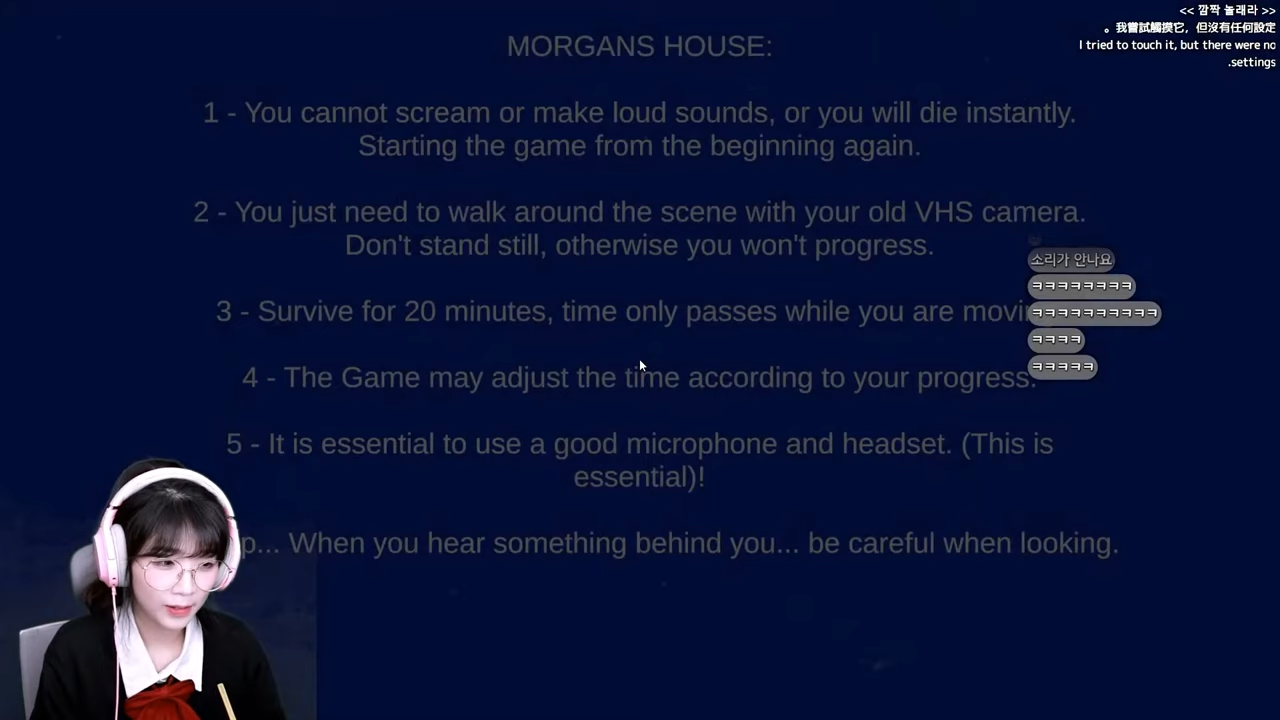 << 깜짝 놀래라 >>
。我嘗試觸摸它，但沒有任何設定
I tried to touch it, but there were no
.settings
MORGANS HOUSE:
1 - You cannot scream or make loud sounds, or you will die instantly.
Starting the game from the beginning again.
2 - You just need to walk around the scene with your old VHS camera.
Don't stand still, otherwise you won't progress.
3 - Survive for 20 minutes, time only passes while you are movin
4 - The Game may adjust the time according to your progress.
5 - It is essential to use a good microphone and headset. (This is
essential)!
p... When you hear something behind you... be careful when looking.
소리가 안나요
ㅋㅋㅋㅋㅋㅋㅋㅋ
ㅋㅋㅋㅋㅋㅋㅋㅋㅋㅋ
ㅋㅋㅋㅋ
ㅋㅋㅋㅋㅋ